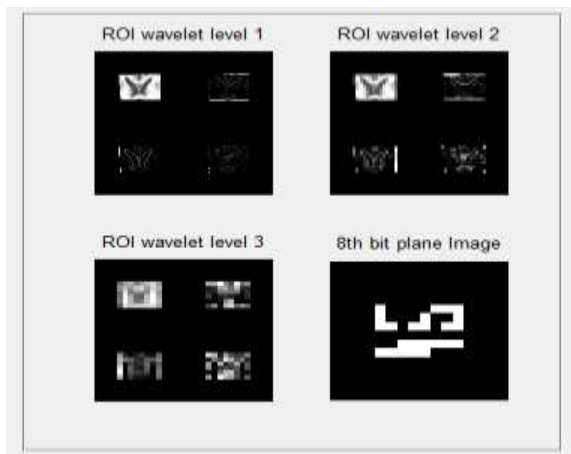 ROI wavelet level 1
ROI wavelet level 2
ROI wavelet level 3
8th bit plane Image